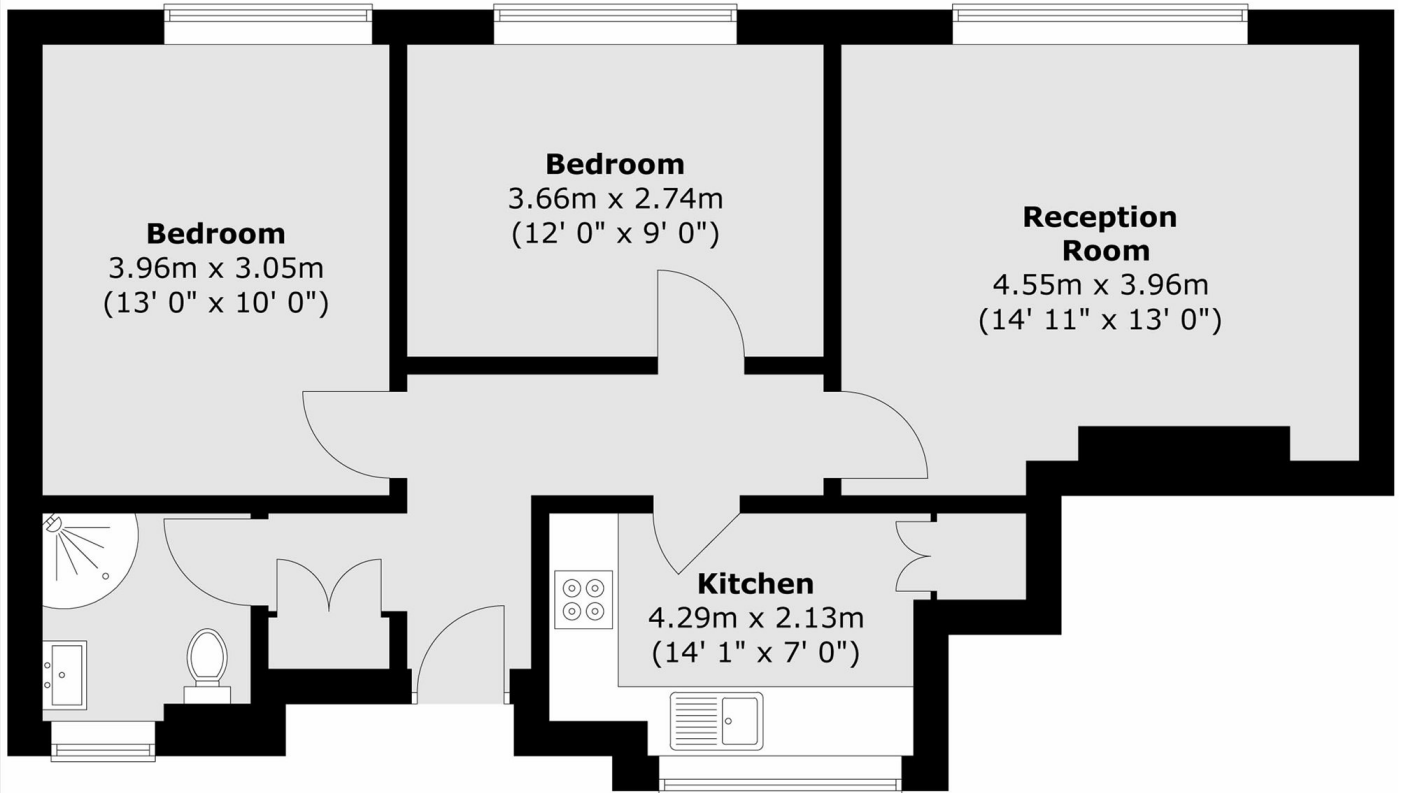 Bedroom
3.96m x 3.05m
(13' 0" x 10' 0")
Bedroom
3.66m x 2.74m
(12' 0" x 9' 0")
Reception
Room
4.55m x 3.96m
(14' 11" x 13' 0")
Kitchen
4.29m x 2.13m
(14' 1" x 7' 0")